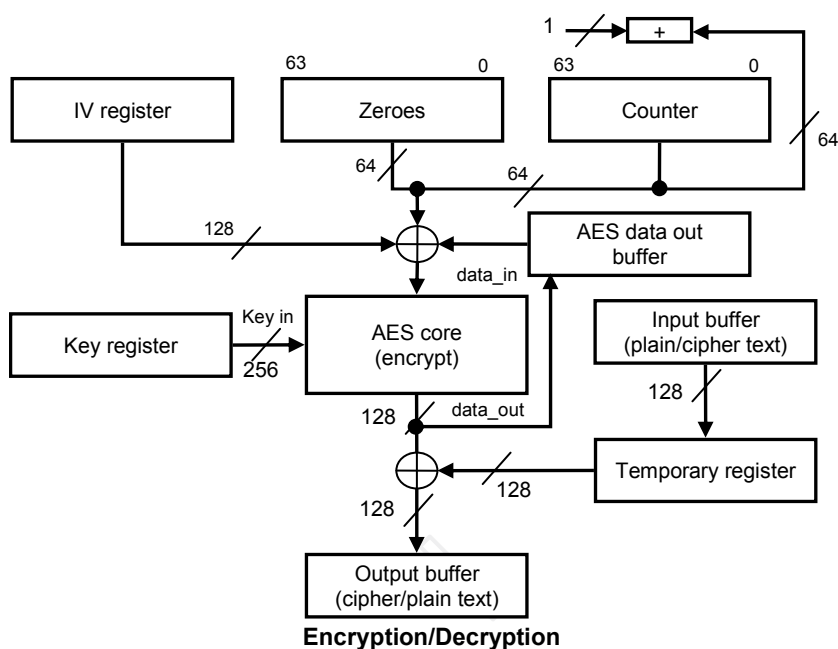 1
+
63
0
63
0
IV register
Zeroes
Counter
64
64
64
128
AES data out
buffer
data_in
Key in
Key register
256
AES core
(encrypt)
Input buffer
(plain/cipher text)
128
128
data_out
128
Temporary register
128
Output buffer
(cipher/plain text)
Encryption/Decryption